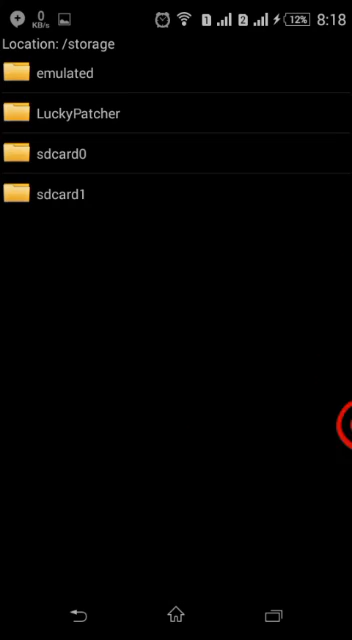 0 KB/s 1 2 12% 8:18
Location: /storage
emulated
LuckyPatcher
sdcard0
sdcard1